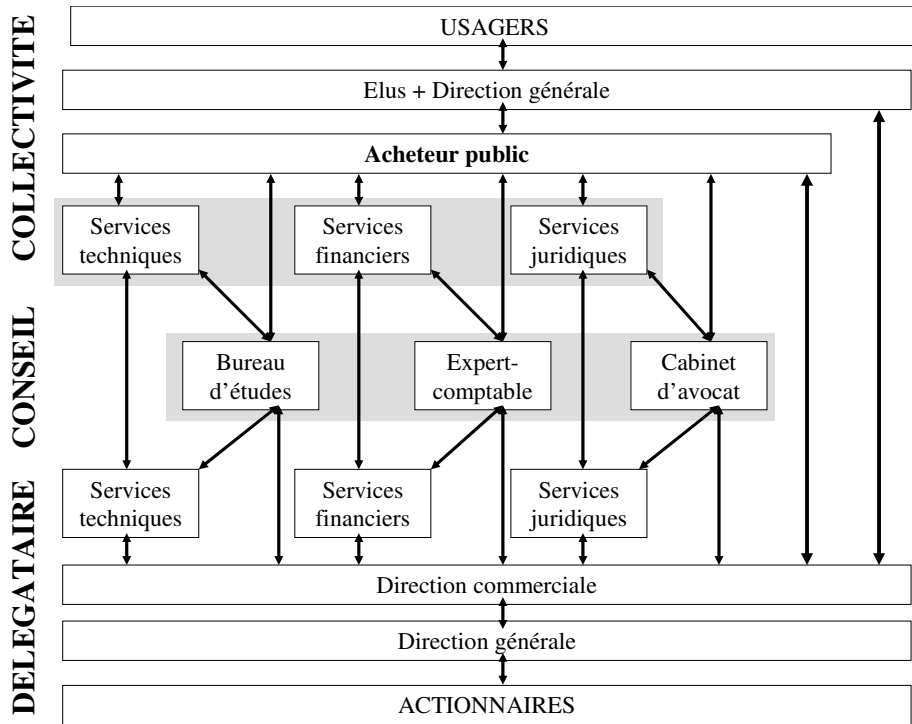 COLLECTIVITE
USAGERS
Elus + Direction générale
Acheteur public
Services
techniques
Services
financiers
Services
juridiques
CONSEIL
Bureau
d’études
Expert-
comptable
Cabinet
d’avocat
DELEGATAIRE
Services
techniques
Services
financiers
Services
juridiques
Direction commerciale
Direction générale
ACTIONNAIRES